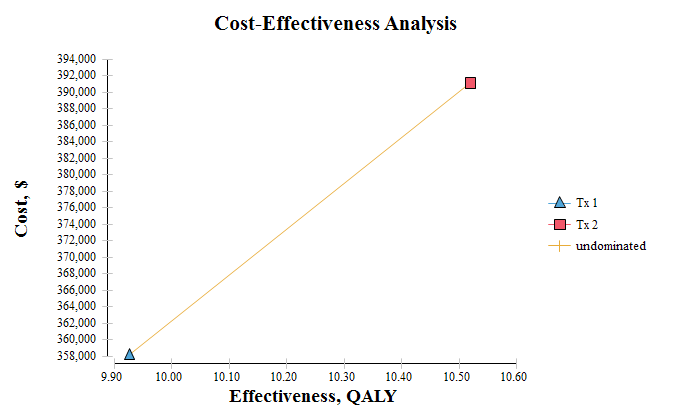 Cost-Effectiveness Analysis
394,000
392,000
390,000
388,000
386,000
384,000
382,000
380,000
378,000
376,000
374,000
372,000
370,000
368,000
366,000
364,000
362,000
360,000
358,000
Cost, $
9.90 10.00 10.10 10.20 10.30 10.40 10.50 10.60
Effectiveness, QALY
Tx 1
Tx 2
undominated